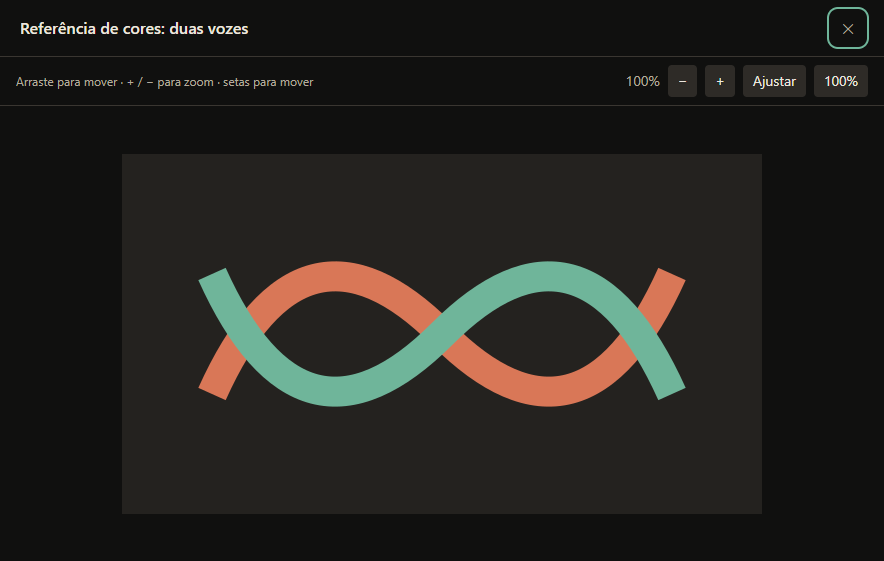 Referência de cores: duas vozes
Arraste para mover · + / − para zoom · setas para mover
100% − + Ajustar 100%